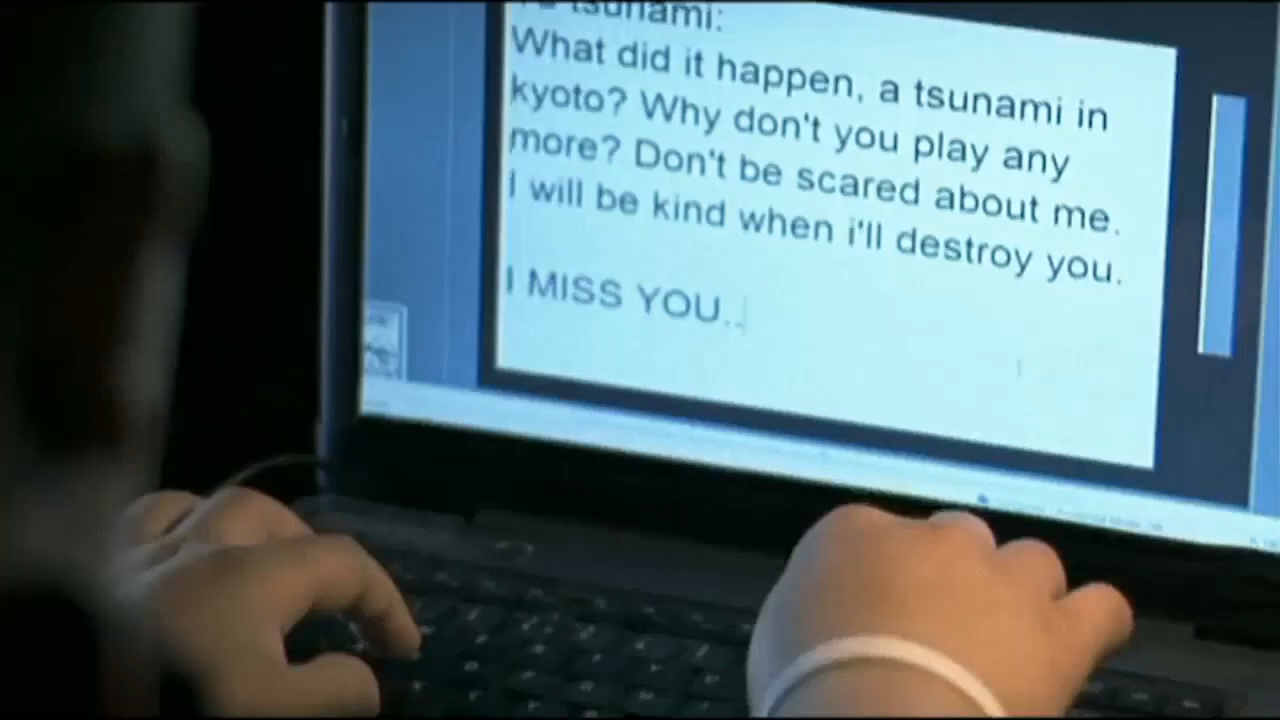 tsunami:
What did it happen, a tsunami in
kyoto? Why don't you play any
more? Don't be scared about me.
I will be kind when i'll destroy you.
I MISS YOU..